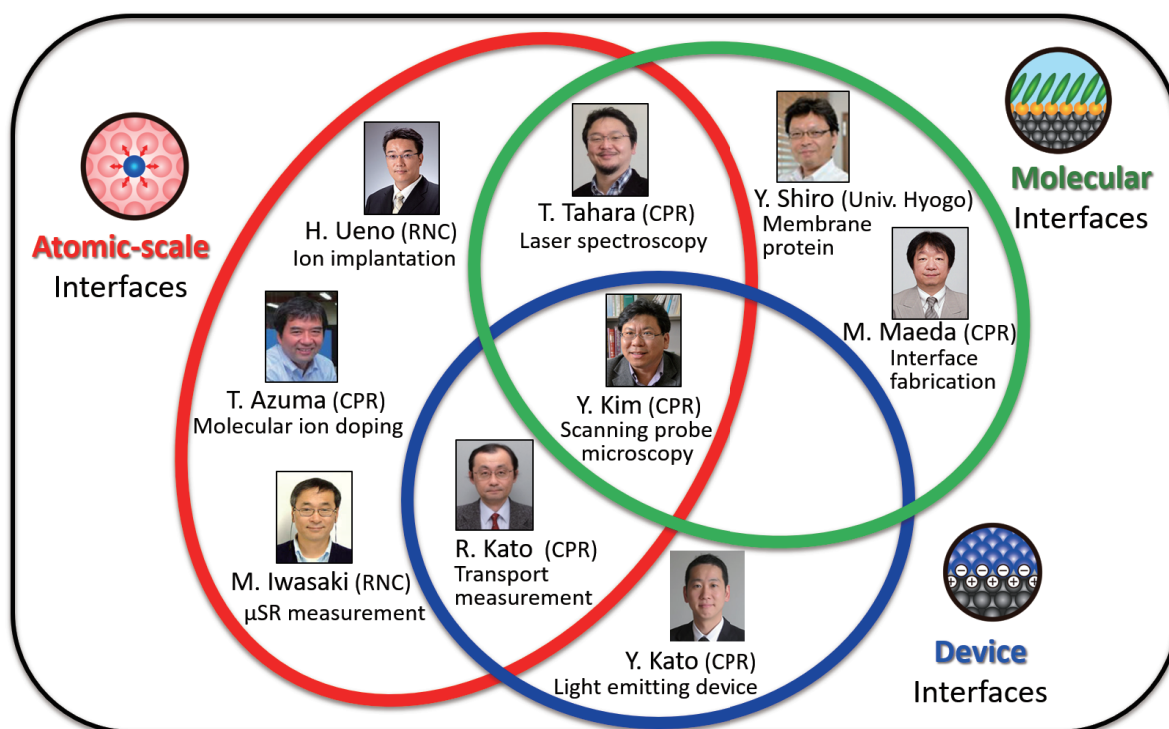 Atomic-scale
Interfaces
H. Ueno (RNC)
Ion implantation
T. Azuma (CPR)
Molecular ion doping
M. Iwasaki (RNC)
µSR measurement
T. Tahara (CPR)
Laser spectroscopy
Y. Kim (CPR)
Scanning probe
microscopy
R. Kato (CPR)
Transport
measurement
Y. Shiro (Univ. Hyogo)
Membrane
protein
M. Maeda (CPR)
Interface
fabrication
Y. Kato (CPR)
Light emitting device
Molecular
Interfaces
− − −
+ + + + +
Device
Interfaces